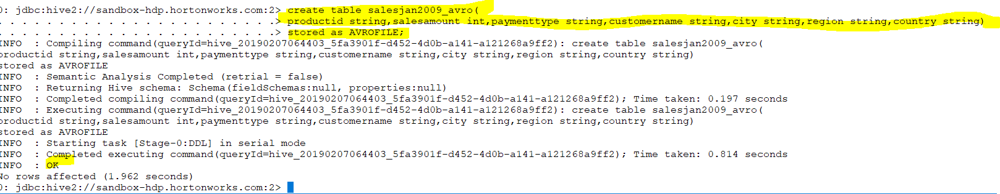 0: jdbc:hive2://sandbox-hdp.hortonworks.com:2> create table salesjan2009_avro(
. . . . . . . . . . . . . . . . . . . . . . .> productid string,salesamount int,paymenttype string,customername string,city string,region string,country string)
. . . . . . . . . . . . . . . . . . . . . . .> stored as AVROFILE;
INFO  : Compiling command(queryId=hive_20190207064403_5fa3901f-d452-4d0b-a141-a121268a9ff2): create table salesjan2009_avro(
productid string,salesamount int,paymenttype string,customername string,city string,region string,country string)
stored as AVROFILE
INFO  : Semantic Analysis Completed (retrial = false)
INFO  : Returning Hive schema: Schema(fieldSchemas:null, properties:null)
INFO  : Completed compiling command(queryId=hive_20190207064403_5fa3901f-d452-4d0b-a141-a121268a9ff2); Time taken: 0.197 seconds
INFO  : Executing command(queryId=hive_20190207064403_5fa3901f-d452-4d0b-a141-a121268a9ff2): create table salesjan2009_avro(
productid string,salesamount int,paymenttype string,customername string,city string,region string,country string)
stored as AVROFILE
INFO  : Starting task [Stage-0:DDL] in serial mode
INFO  : Completed executing command(queryId=hive_20190207064403_5fa3901f-d452-4d0b-a141-a121268a9ff2); Time taken: 0.814 seconds
INFO  : OK
No rows affected (1.962 seconds)
0: jdbc:hive2://sandbox-hdp.hortonworks.com:2>